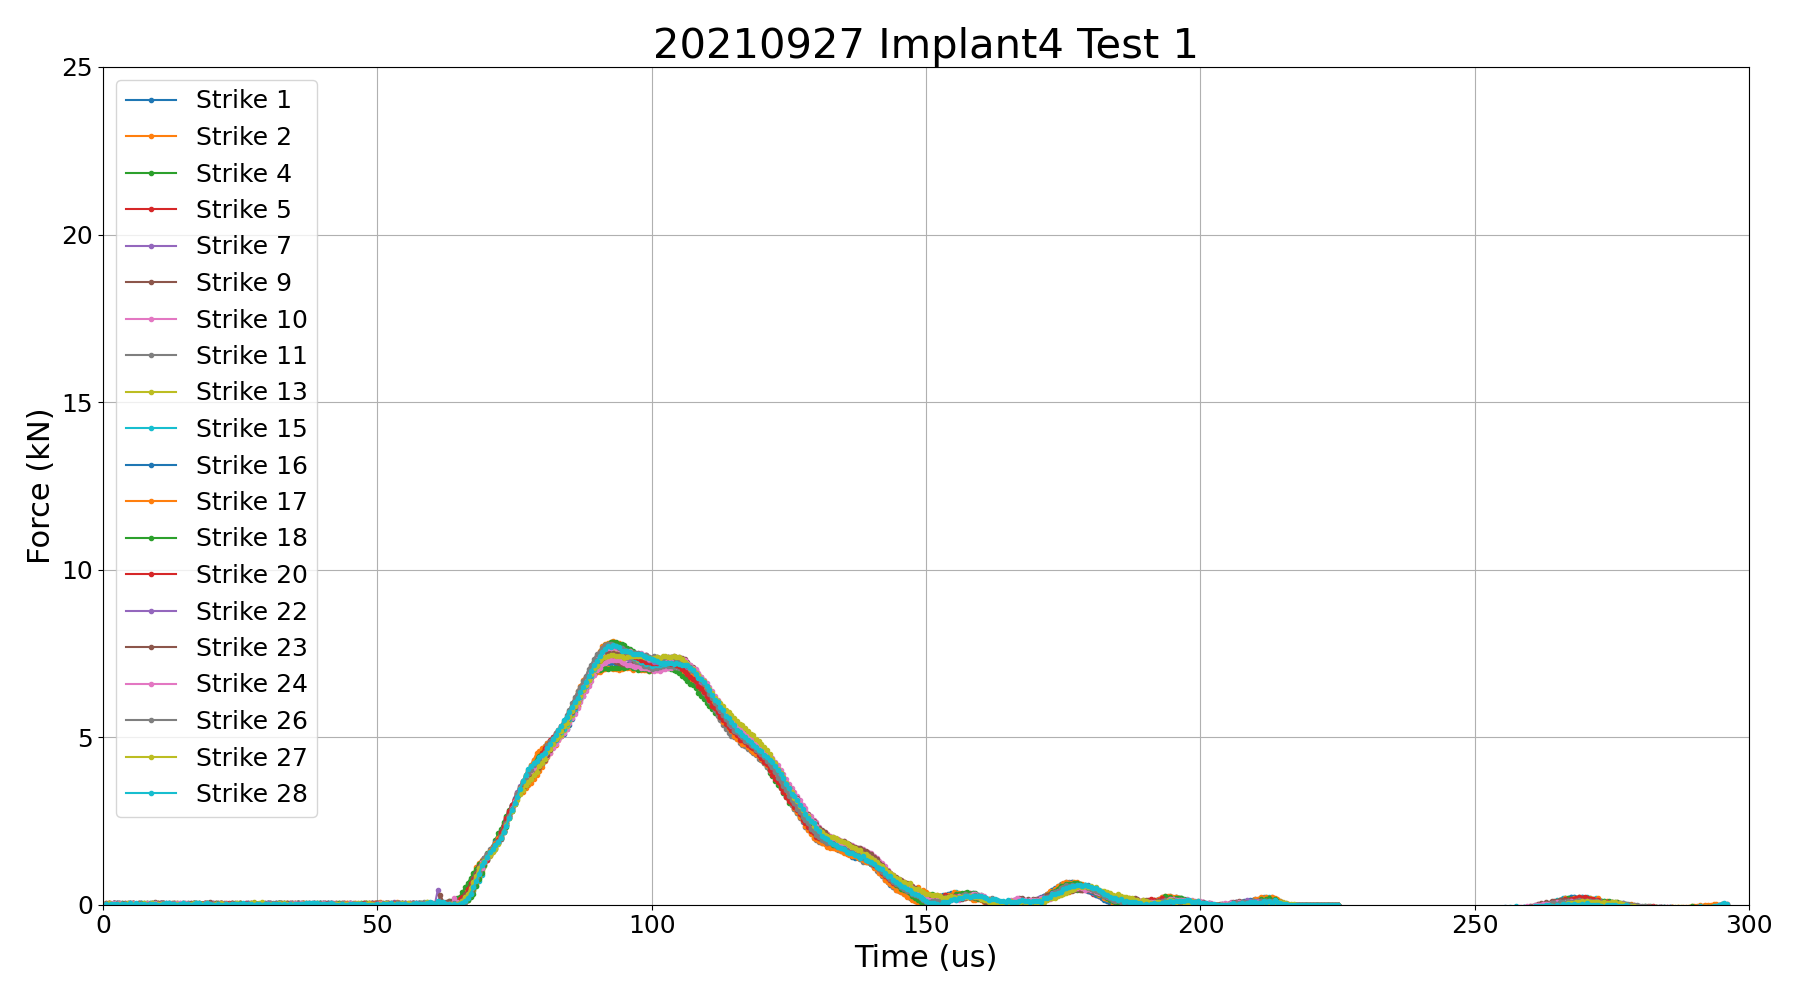 20210927 Implant4 Test 1
25
20
15
10
5
0
Force (kN)
Strike 1
Strike 2
Strike 4
Strike 5
Strike 7
Strike 9
Strike 10
Strike 11
Strike 13
Strike 15
Strike 16
Strike 17
Strike 18
Strike 20
Strike 22
Strike 23
Strike 24
Strike 26
Strike 27
Strike 28
0 50 100 150 200 250 300
Time (us)